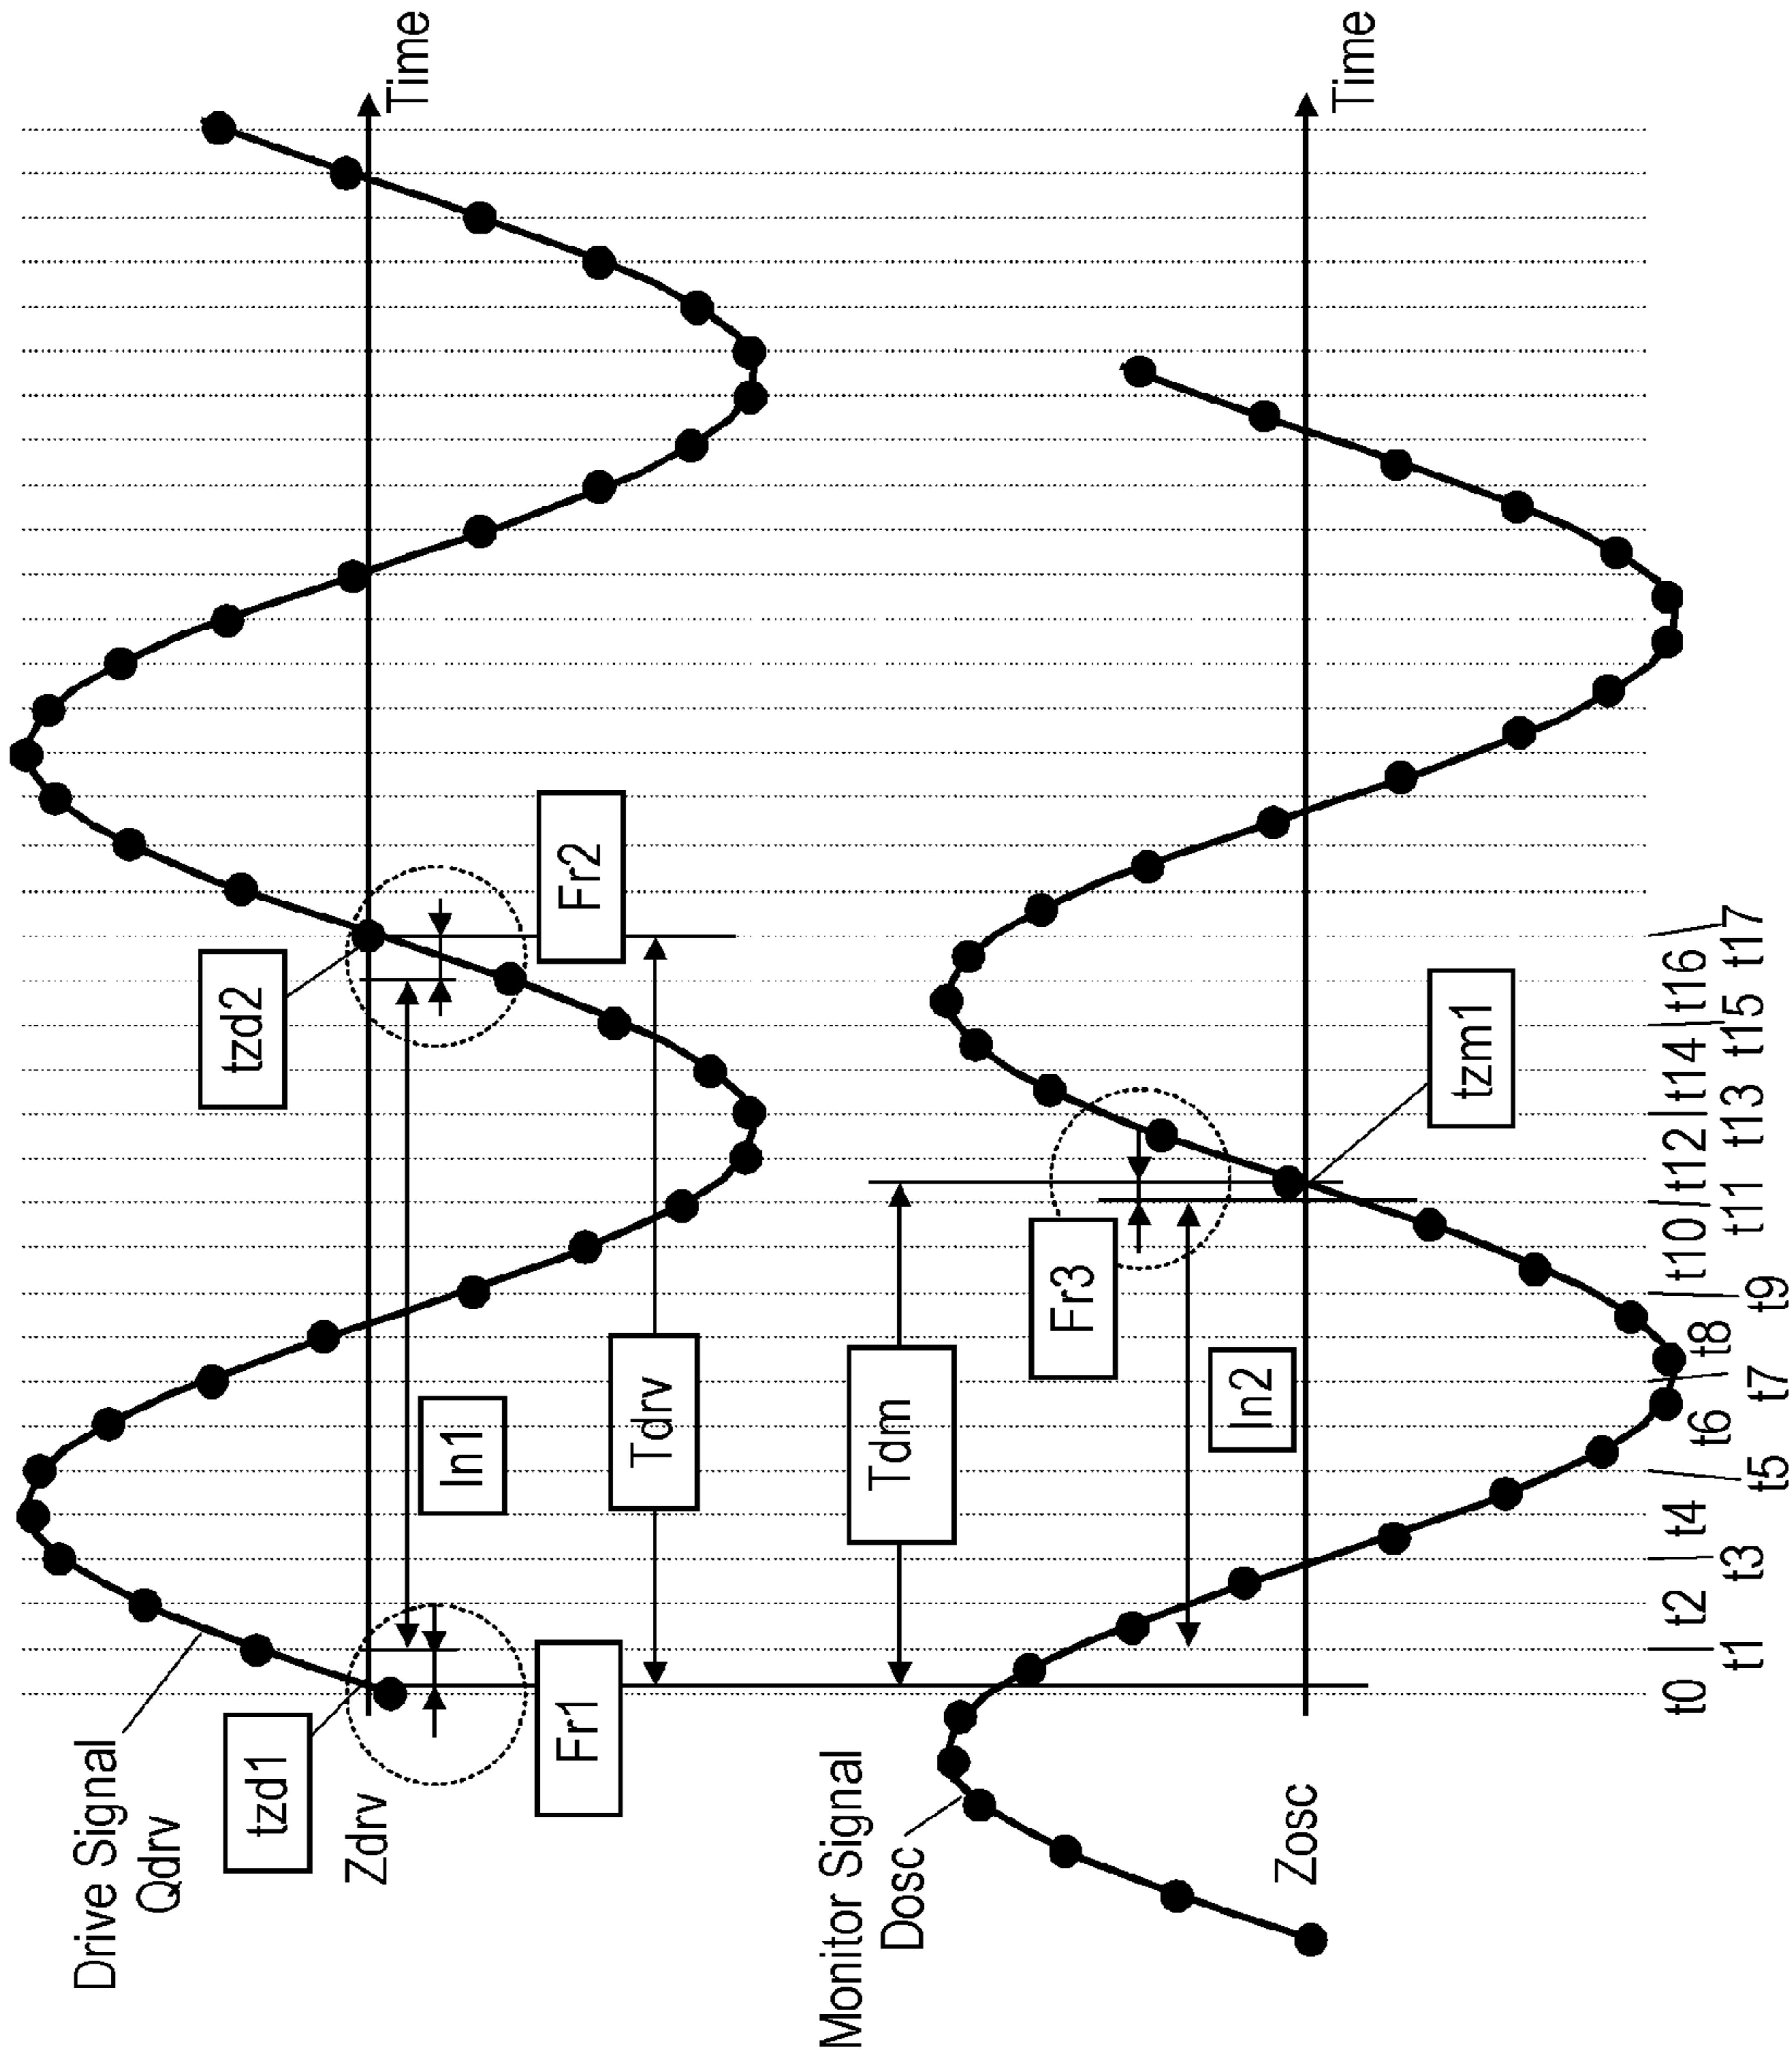 Drive Signal
Qdrv
tzd1
Zdrv
Fr1
In1
Tdrv
tzd2
Fr2
Time
Monitor Signal
Dosc
Zosc
Tdm
Fr3
In2
tzm1
Time
t0
t1
t2
t3
t4
t5
t6
t7
t8
t9
t10
t11
t12
t13
t14
t15
t16
t17